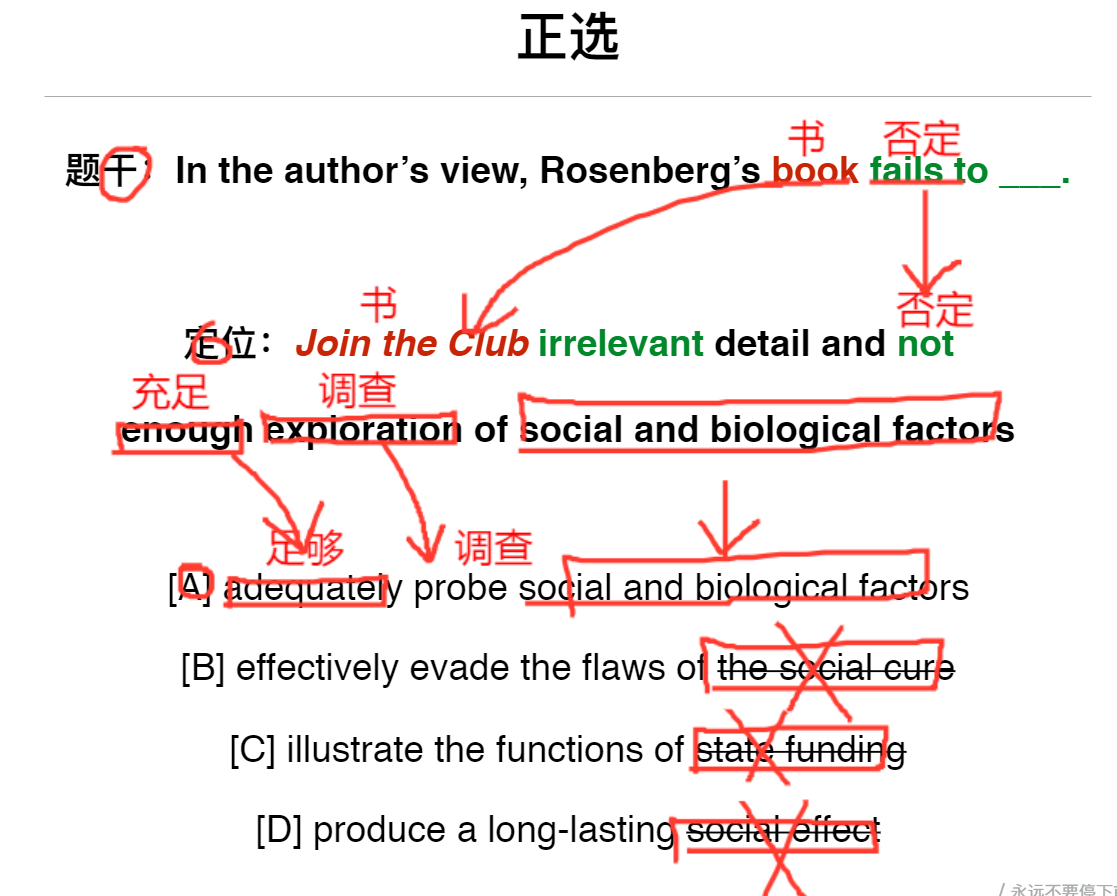 正选
书 否定
题干：In the author’s view, Rosenberg’s book fails to ___.
书 否定
定位：Join the Club irrelevant detail and not
充足 调查
enough exploration of social and biological factors
足够 调查
[A] adequately probe social and biological factors
[B] effectively evade the flaws of the social cure
[C] illustrate the functions of state funding
[D] produce a long-lasting social effect
/ 永远不要停下